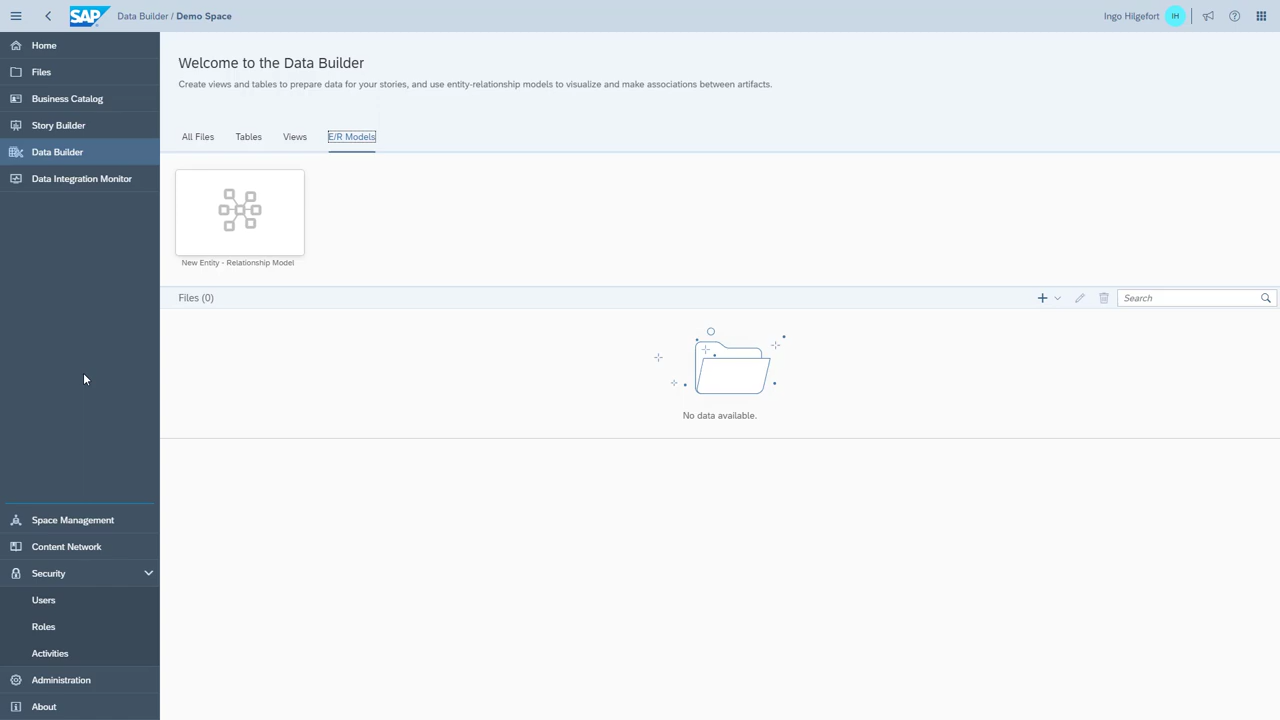 SAP
Data Builder / Demo Space
Ingo Hilgefort
IH
Home
Files
Business Catalog
Story Builder
Data Builder
Data Integration Monitor
Space Management
Content Network
Security
Users
Roles
Activities
Administration
About
Welcome to the Data Builder
Create views and tables to prepare data for your stories, and use entity-relationship models to visualize and make associations between artifacts.
All Files
Tables
Views
E/R Models
New Entity - Relationship Model
Files (0)
Search
No data available.